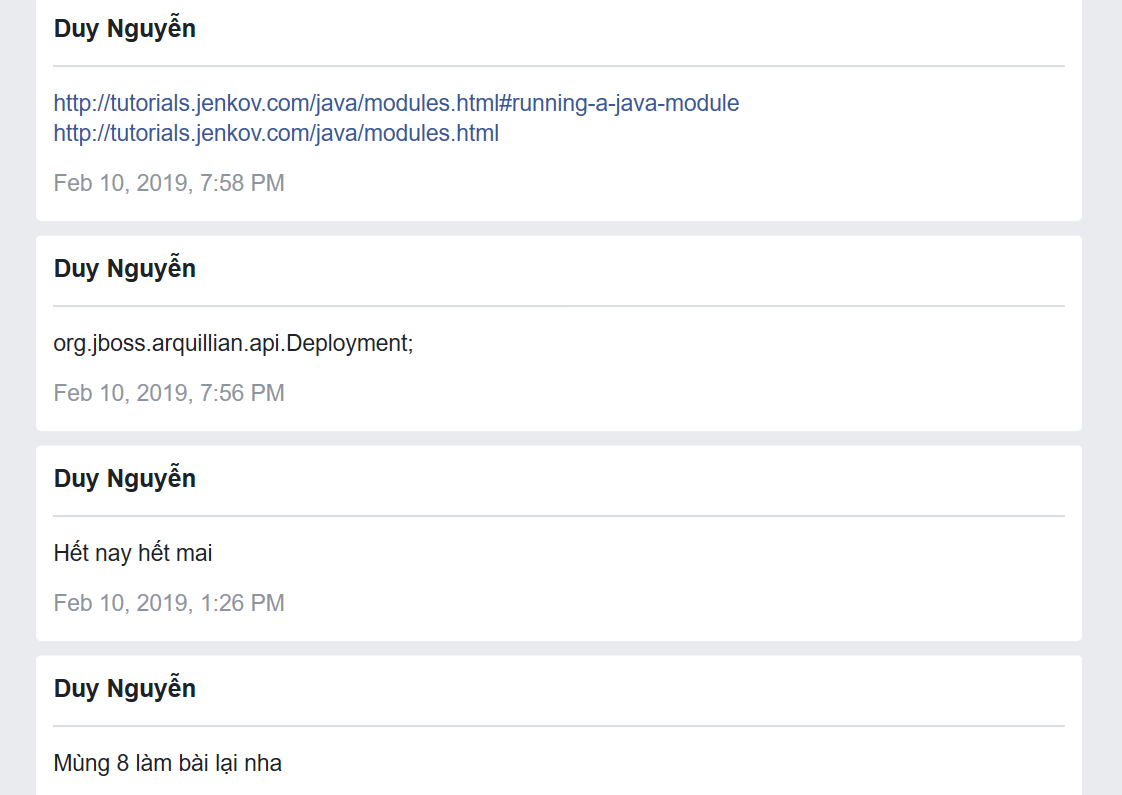 Duy Nguyễn
http://tutorials.jenkov.com/java/modules.html#running-a-java-module
http://tutorials.jenkov.com/java/modules.html
Feb 10, 2019, 7:58 PM
Duy Nguyễn
org.jboss.arquillian.api.Deployment;
Feb 10, 2019, 7:56 PM
Duy Nguyễn
Hết nay hết mai
Feb 10, 2019, 1:26 PM
Duy Nguyễn
Mùng 8 làm bài lại nha